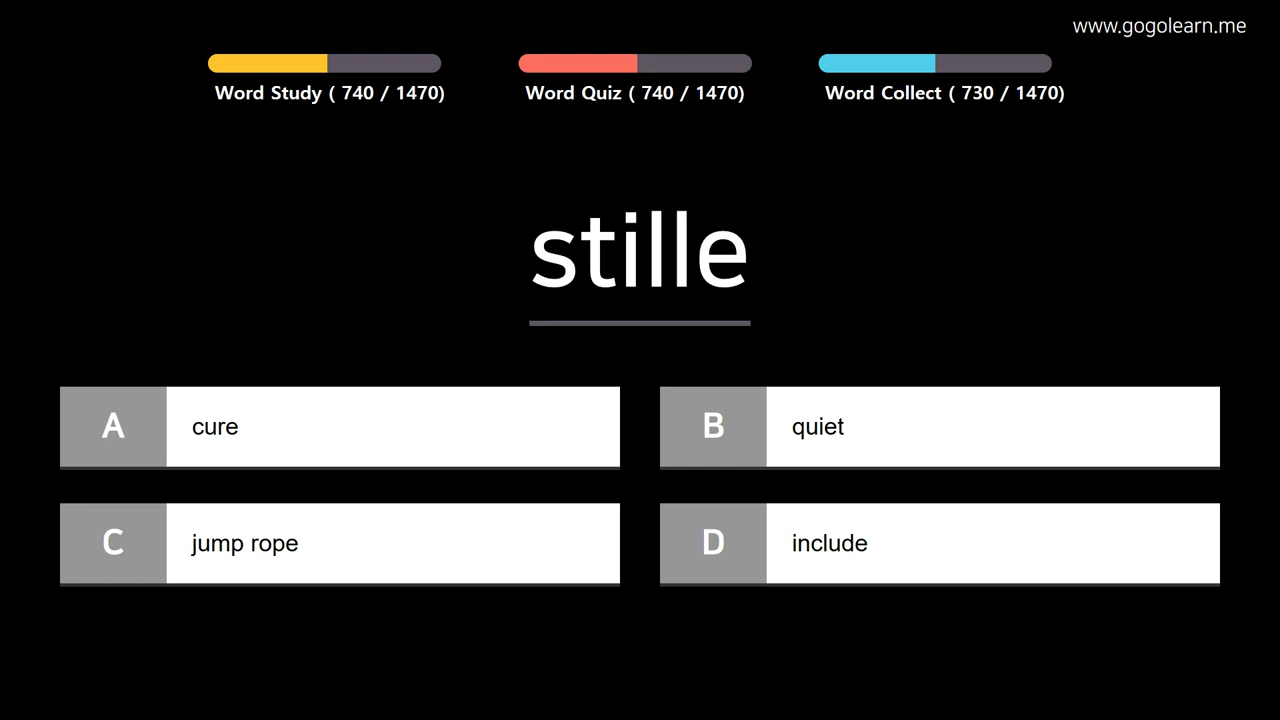 www.gogolearn.me
Word Study ( 740 / 1470)
Word Quiz ( 740 / 1470)
Word Collect ( 730 / 1470)
stille
A cure
B quiet
C jump rope
D include